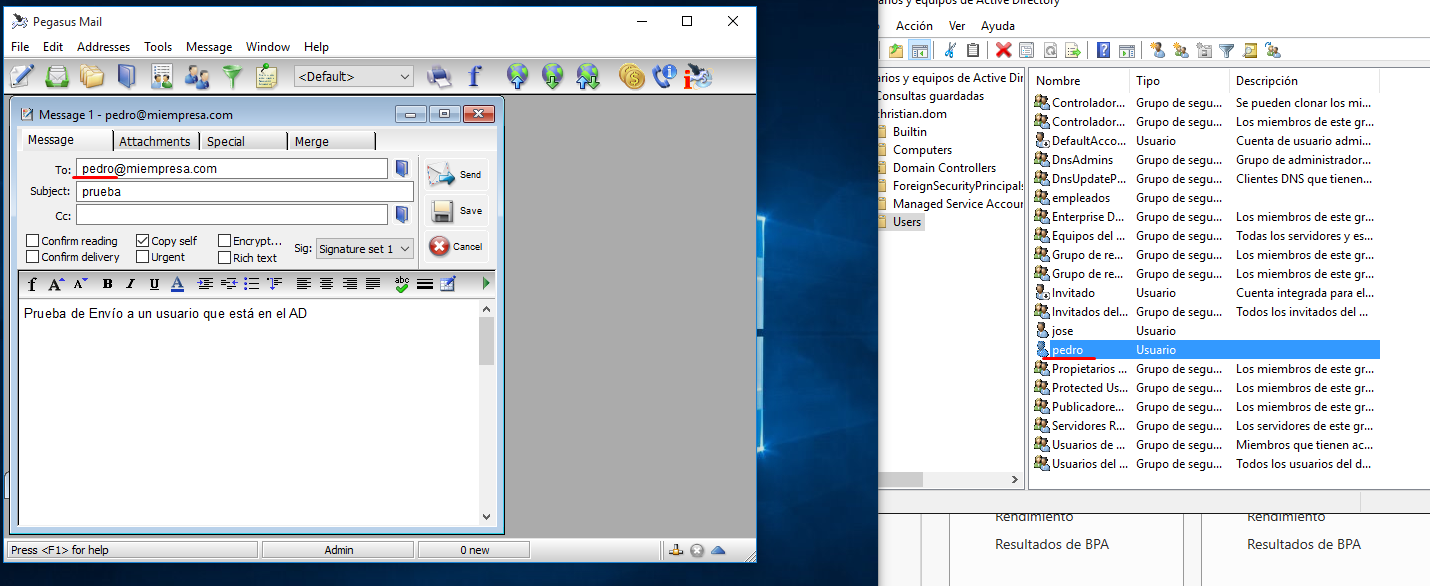 Pegasus Mail
File Edit Addresses Tools Message Window Help
<Default>
Message 1 - pedro@miempresa.com
Message Attachments Special Merge
To: pedro@miempresa.com
Send
Subject: prueba
Save
Cc:
Cancel
Confirm reading Copy self Encrypt...
Confirm delivery Urgent Rich text
Sig: Signature set 1
Prueba de Envío a un usuario que está en el AD
Press <F1> for help Admin 0 new
arios y equipos de Active Directory
Acción Ver Ayuda
arios y equipos de Active Dir
Consultas guardadas
christian.dom
Builtin
Computers
Domain Controllers
ForeignSecurityPrincipals
Managed Service Accour
Users
Nombre Tipo Descripción
Controlador... Grupo de segu... Se pueden clonar los mi...
Controlador... Grupo de segu... Los miembros de este gr...
DefaultAcco... Usuario Cuenta de usuario admi...
DnsAdmins Grupo de segu... Grupo de administrador...
DnsUpdateP... Grupo de segu... Clientes DNS que tienen...
empleados Grupo de segu...
Enterprise D... Grupo de segu... Los miembros de este gr...
Equipos del ... Grupo de segu... Todas los servidores y es...
Grupo de re... Grupo de segu... Los miembros de este gr...
Grupo de re... Grupo de segu... Los miembros de este gr...
Invitado Usuario Cuenta integrada para el...
Invitados del... Grupo de segu... Todos los invitados del ...
jose Usuario
pedro Usuario
Propietarios ... Grupo de segu... Los miembros de este gr...
Protected Us... Grupo de segu... Los miembros de este gr...
Publicadore... Grupo de segu... Los miembros de este gr...
Servidores R... Grupo de segu... Los servidores de este gr...
Usuarios de ... Grupo de segu... Miembros que tienen ac...
Usuarios del ... Grupo de segu... Todos los usuarios del d...
Rendimiento Rendimiento
Resultados de BPA Resultados de BPA